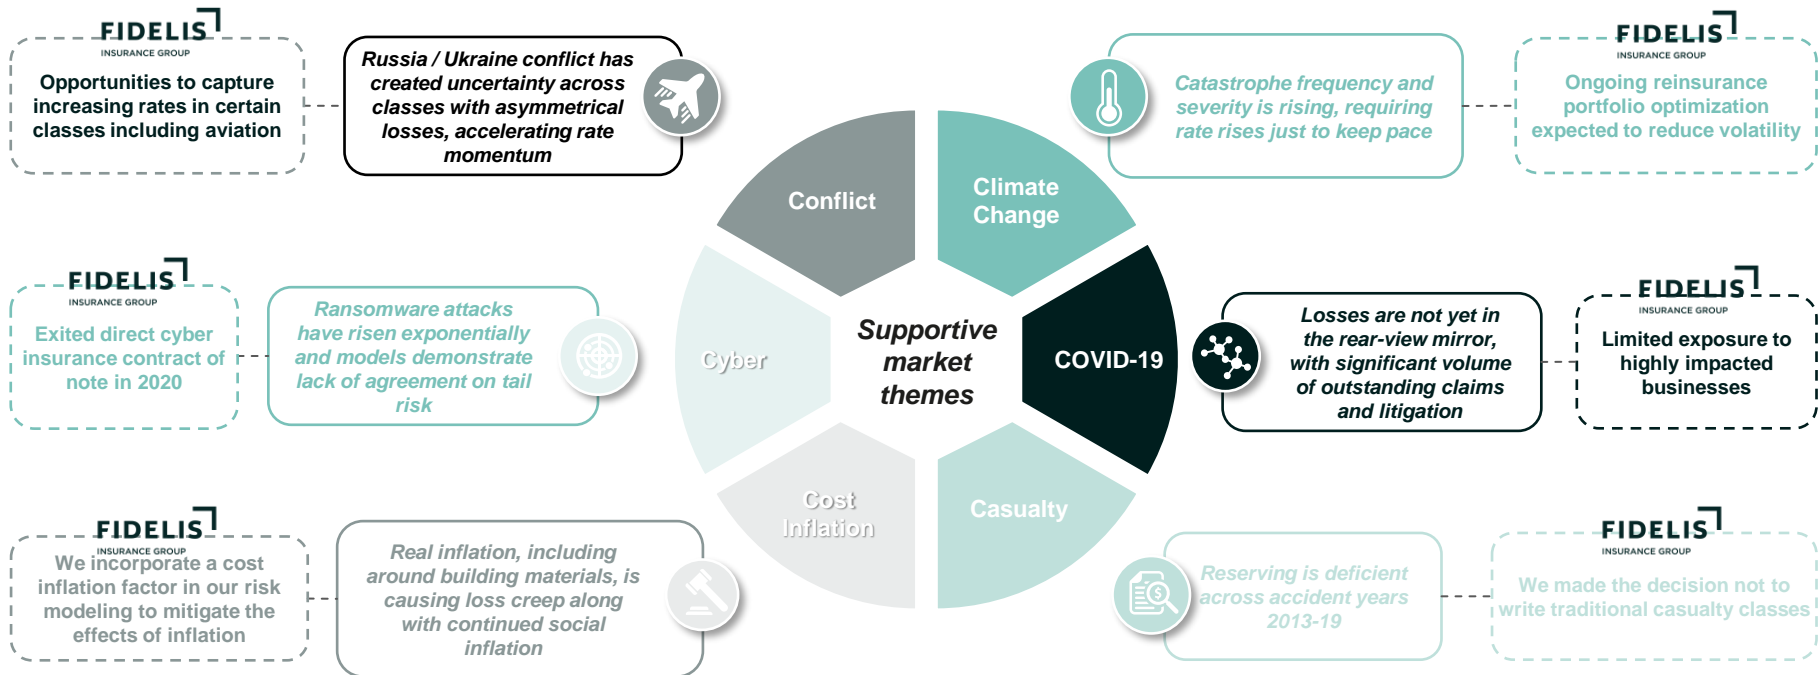 FIDELIS
INSURANCE GROUP
Opportunities to capture
increasing rates in certain
classes including aviation
Russia / Ukraine conflict has
created uncertainty across
classes with asymmetrical
losses, accelerating rate
momentum
Catastrophe frequency and
severity is rising, requiring
rate rises just to keep pace
FIDELIS
INSURANCE GROUP
Ongoing reinsurance
portfolio optimization
expected to reduce volatility
Conflict
Climate
Change
FIDELIS
INSURANCE GROUP
Exited direct cyber
insurance contract of
note in 2020
Ransomware attacks
have risen exponentially
and models demonstrate
lack of agreement on tail
risk
Cyber
Supportive
market
themes
COVID-19
Losses are not yet in
the rear-view mirror,
with significant volume
of outstanding claims
and litigation
FIDELIS
INSURANCE GROUP
Limited exposure to
highly impacted
businesses
Cost
Inflation
Casualty
FIDELIS
INSURANCE GROUP
We incorporate a cost
inflation factor in our risk
modeling to mitigate the
effects of inflation
Real inflation, including
around building materials, is
causing loss creep along
with continued social
inflation
Reserving is deficient
across accident years
2013-19
FIDELIS
INSURANCE GROUP
We made the decision not to
write traditional casualty classes